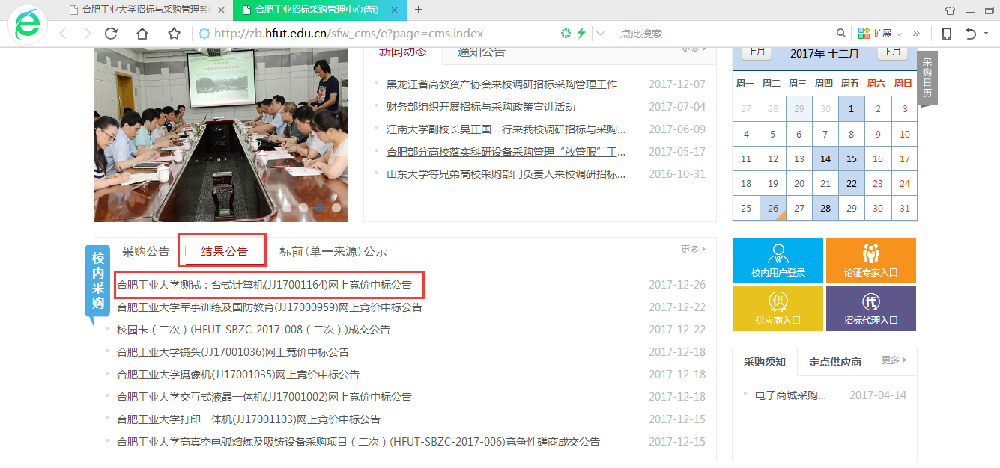 合肥工业大学招标与采购管理系
合肥工业招标采购管理中心(新)
http://zb.hfut.edu.cn/sfw_cms/e?page=cms.index
点此搜索
扩展
新闻动态
通知公告
更多
黑龙江省高教资产协会来校调研招标采购管理工作 2017-12-07
财务部组织开展招标与采购政策宣讲活动 2017-07-04
江南大学副校长吴正国一行来我校调研招标与采购... 2017-06-09
合肥部分高校落实科研设备采购管理“放管服”工... 2017-05-17
山东大学等兄弟高校采购部门负责人来校调研招标... 2016-10-31
上月 2017年 十二月 下月
周一 周二 周三 周四 周五 周六 周日
27 28 29 30 1 2 3
4 5 6 7 8 9 10
11 12 13 14 15 16 17
18 19 20 21 22 23 24
25 26 27 28 29 30 31
采购日历
校内采购
采购公告
结果公告
标前(单一来源)公示
更多
合肥工业大学测试：台式计算机(JJ17001164)网上竞价中标公告 2017-12-26
合肥工业大学军事训练及国防教育(JJ17000959)网上竞价中标公告 2017-12-22
校园卡（二次）(HFUT-SBZC-2017-008（二次）)成交公告 2017-12-22
合肥工业大学镜头(JJ17001036)网上竞价中标公告 2017-12-18
合肥工业大学摄像机(JJ17001035)网上竞价中标公告 2017-12-18
合肥工业大学交互式液晶一体机(JJ17001002)网上竞价中标公告 2017-12-18
合肥工业大学打印一体机(JJ17001103)网上竞价中标公告 2017-12-15
合肥工业大学高真空电弧熔炼及吸铸设备采购项目（二次）(HFUT-SBZC-2017-006)竞争性磋商成交公告 2017-12-15
校内用户登录
论证专家入口
供
供应商入口
代
招标代理入口
采购须知
定点供应商
更多
电子商城采购... 2017-04-14